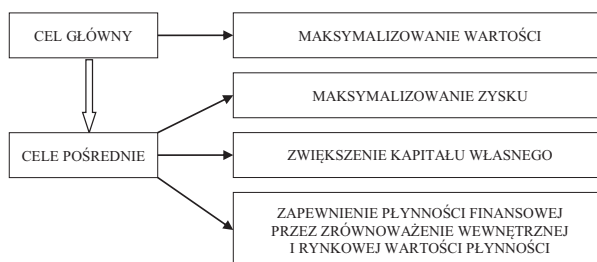 CEL GŁÓWNY
MAKSYMALIZOWANIE WARTOŚCI
MAKSYMALIZOWANIE ZYSKU
CELE POŚREDNIE
ZWIĘKSZENIE KAPITAŁU WŁASNEGO
ZAPEWNIENIE PŁYNNOŚCI FINANSOWEJ
PRZEZ ZRÓWNOWAŻENIE WEWNĘTRZNEJ
I RYNKOWEJ WARTOŚCI PŁYNNOŚCI